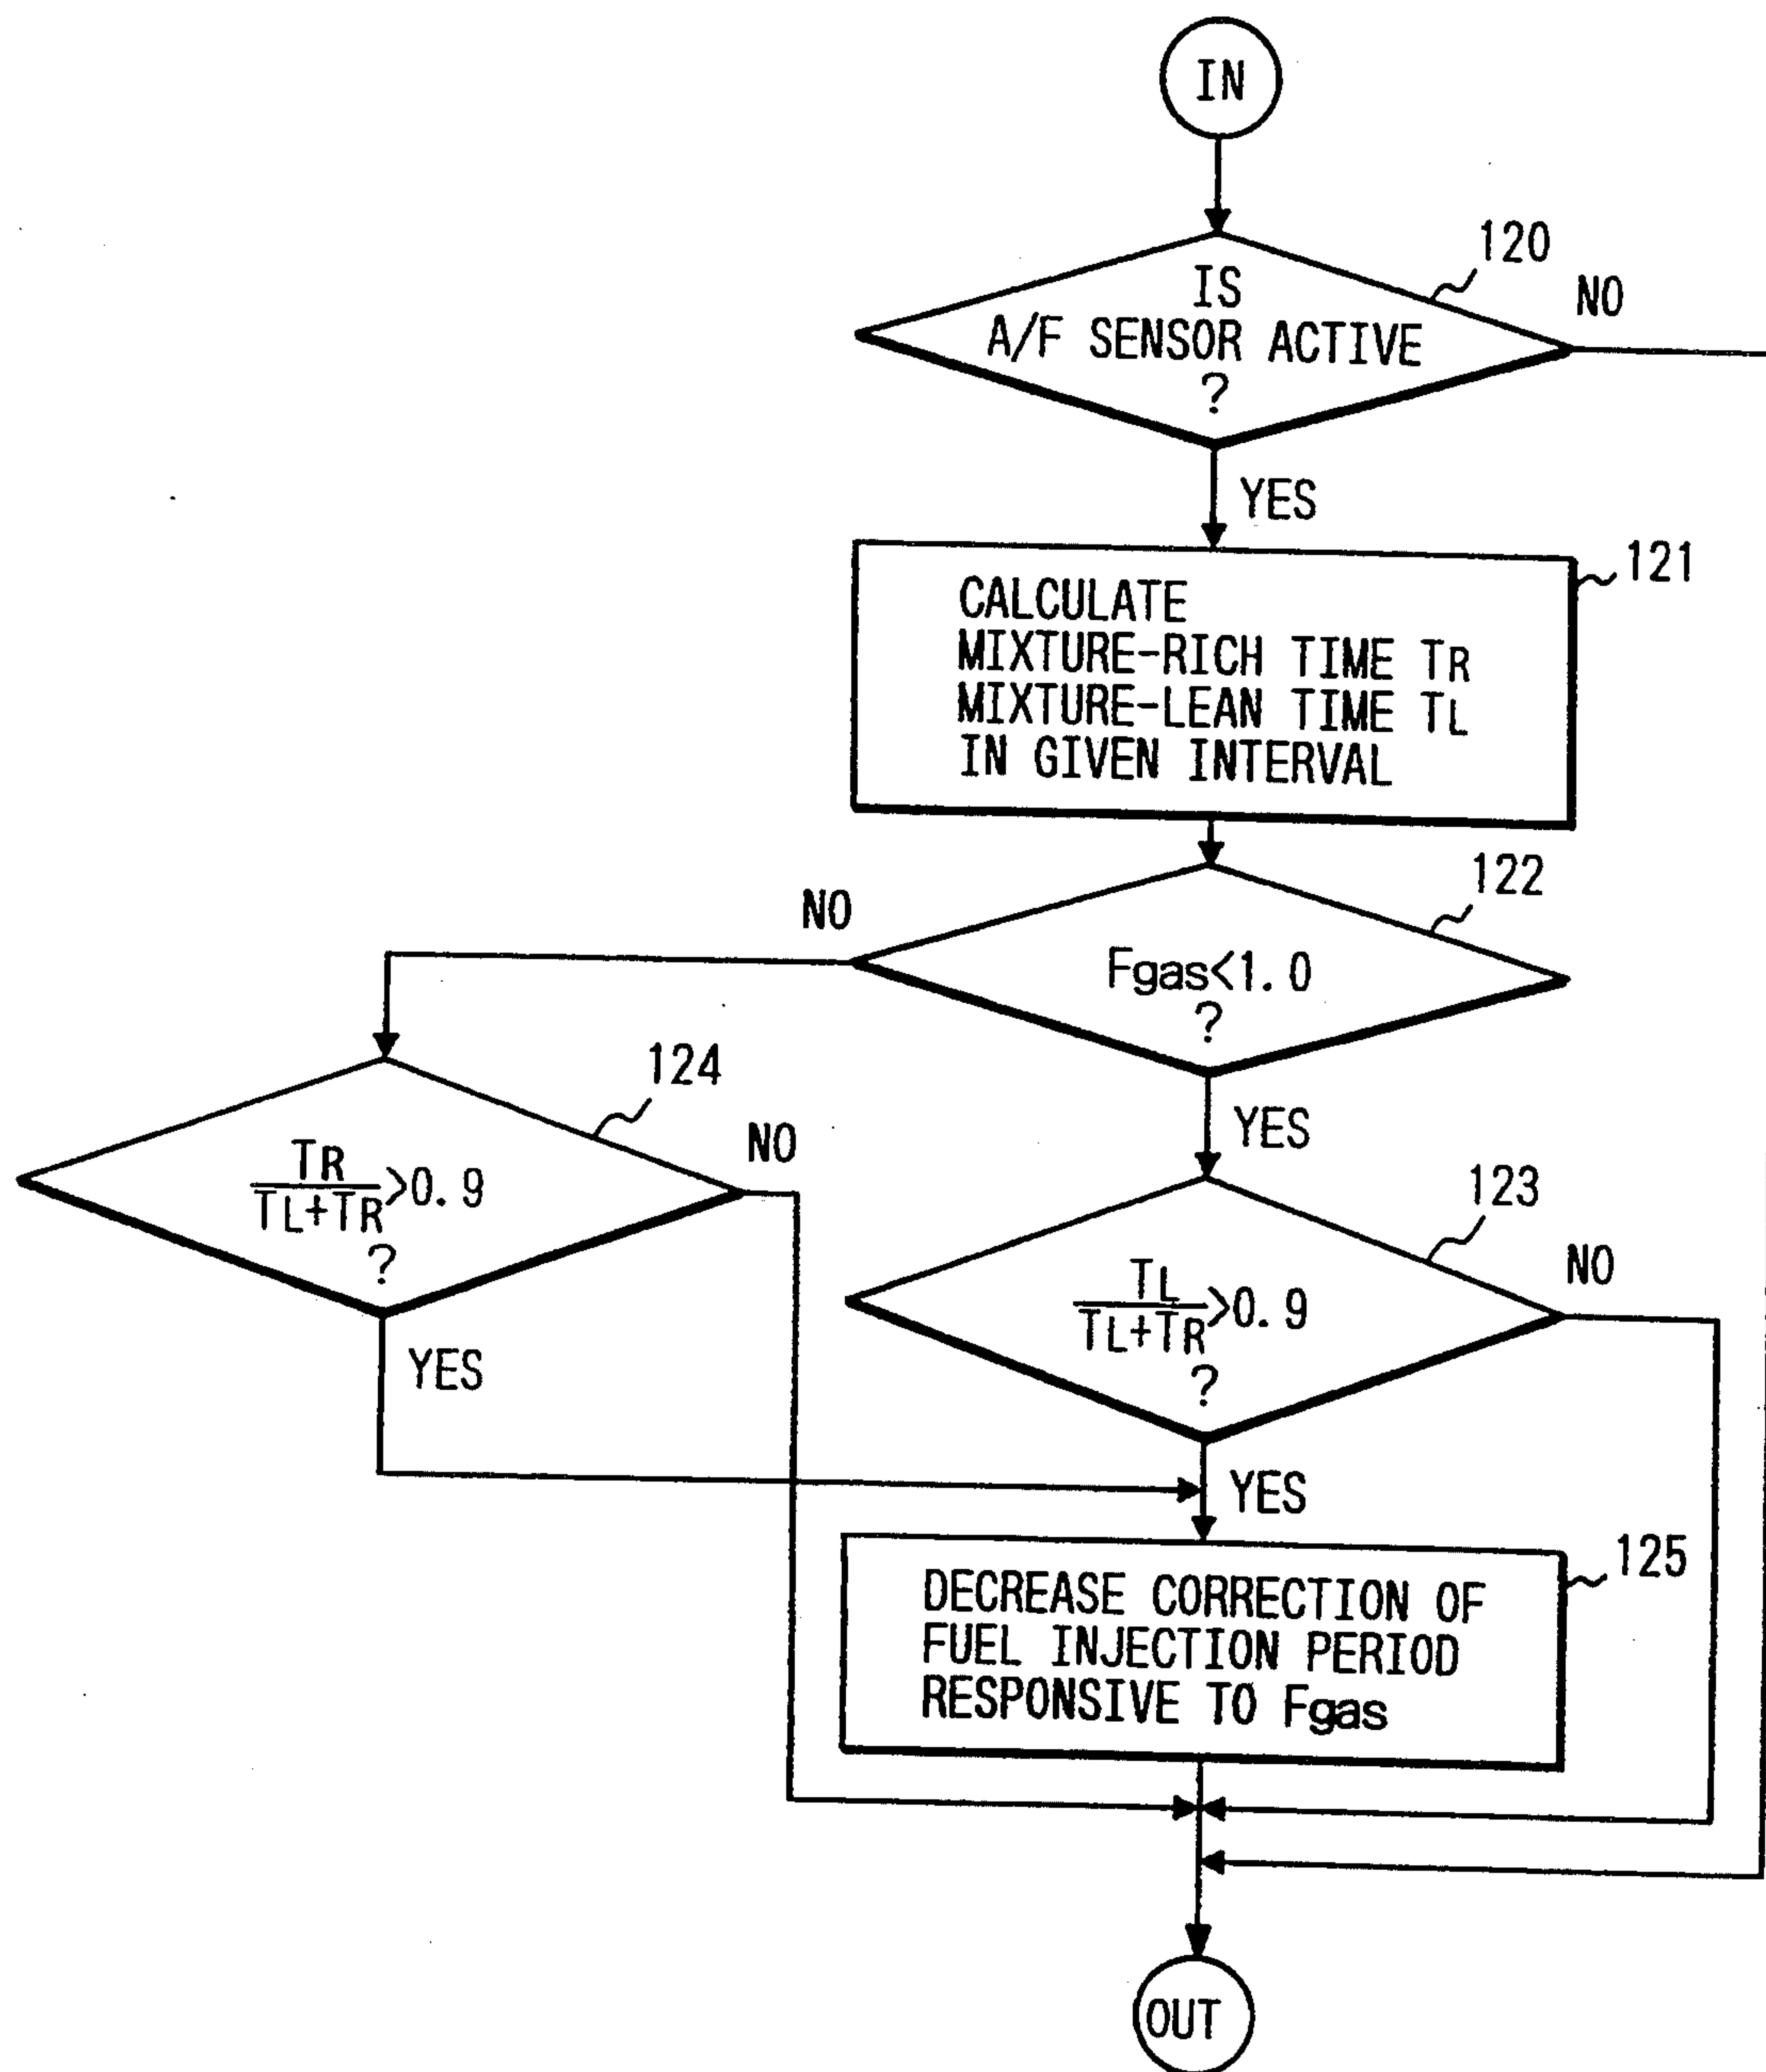 IN
120
IS
A/F SENSOR ACTIVE
?
NO
YES
121
CALCULATE
MIXTURE-RICH TIME TR
MIXTURE-LEAN TIME TL
IN GIVEN INTERVAL
122
NO
Fgas<1.0
?
YES
124
NO
TR
TL+TR
>0.9
?
YES
123
NO
TL
TL+TR
>0.9
?
YES
125
DECREASE CORRECTION OF
FUEL INJECTION PERIOD
RESPONSIVE TO Fgas
OUT